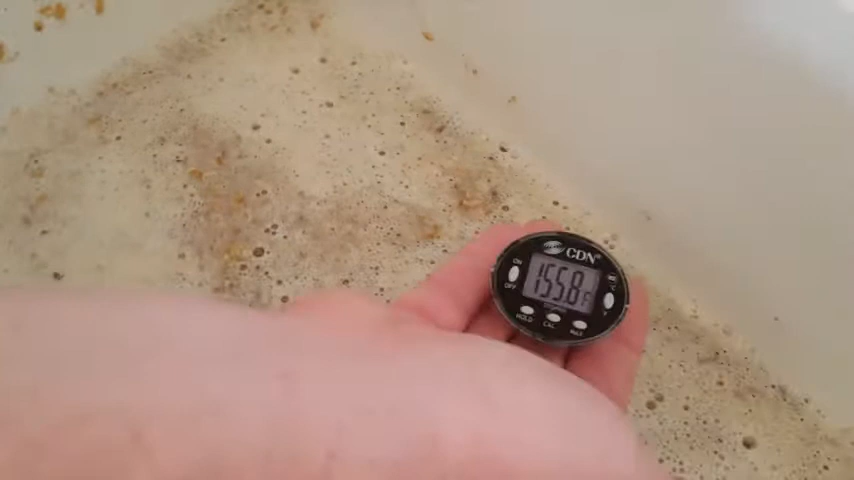 CDN
ON
OFF
155.8°F
°C
°F
HOLD
CAL
MAX